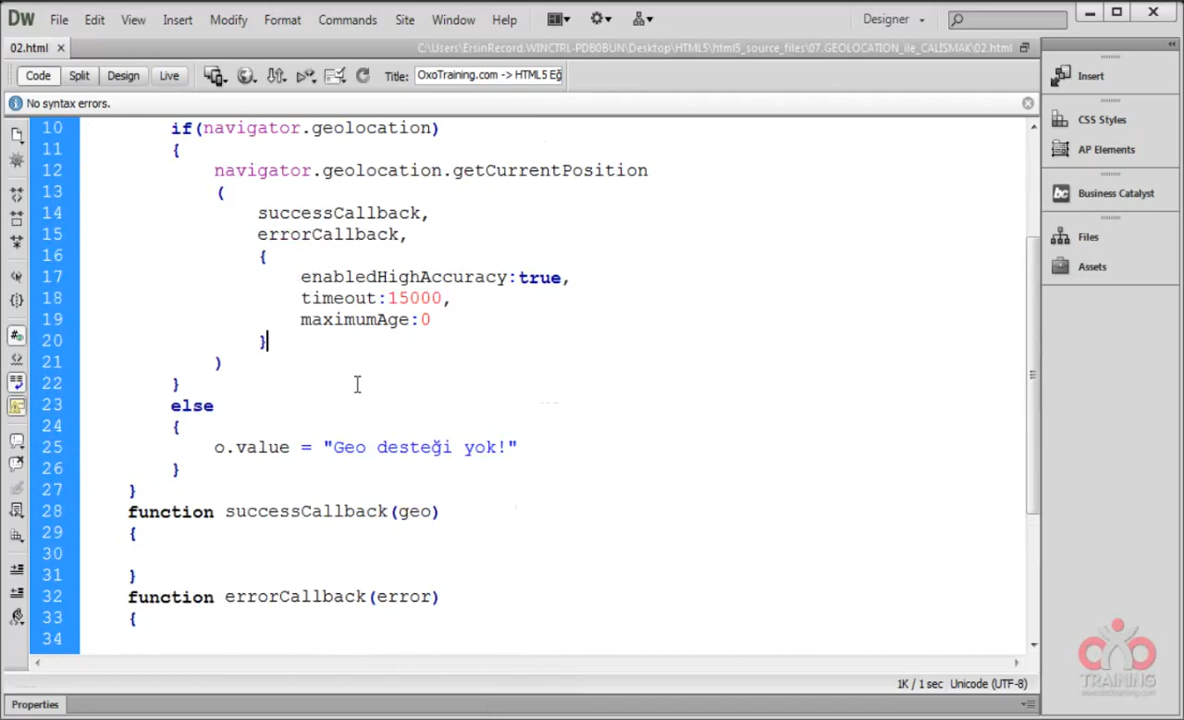 Dw File Edit View Insert Modify Format Commands Site Window Help Designer
02.html C:\Users\ErsinRecord.WINCTRL-PDB0BUN\Desktop\HTML5\html5_source_files\07.GEOLOCATION_ile_CALISMAK\02.html
Code Split Design Live Title: OxoTraining.com -> HTML5 Eğ
No syntax errors.
10 if(navigator.geolocation)
11 {
12 navigator.geolocation.getCurrentPosition
13 (
14 successCallback,
15 errorCallback,
16 {
17 enabledHighAccuracy:true,
18 timeout:15000,
19 maximumAge:0
20 }
21 )
22 }
23 else
24 {
25 o.value = "Geo desteği yok!"
26 }
27 }
28 function successCallback(geo)
29 {
30
31 }
32 function errorCallback(error)
33 {
34
1K / 1 sec Unicode (UTF-8)
Properties
Insert
CSS Styles
AP Elements
Business Catalyst
Files
Assets
TRAINING